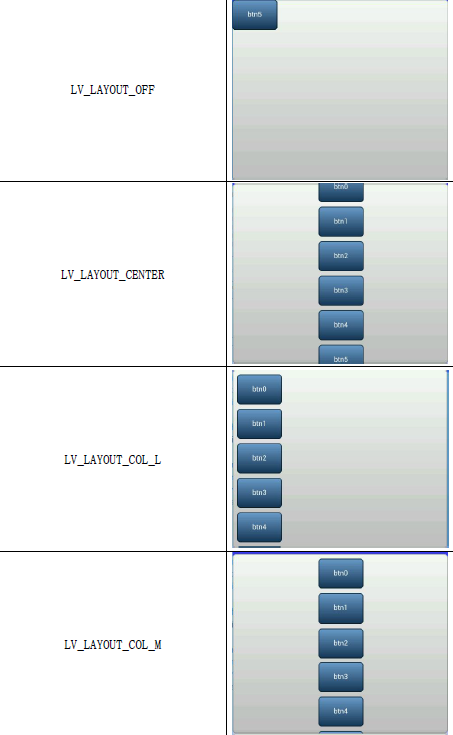 LV_LAYOUT_OFF
btn5
LV_LAYOUT_CENTER
btn0
btn1
btn2
btn3
btn4
btn5
LV_LAYOUT_COL_L
btn0
btn1
btn2
btn3
btn4
LV_LAYOUT_COL_M
btn0
btn1
btn2
btn3
btn4